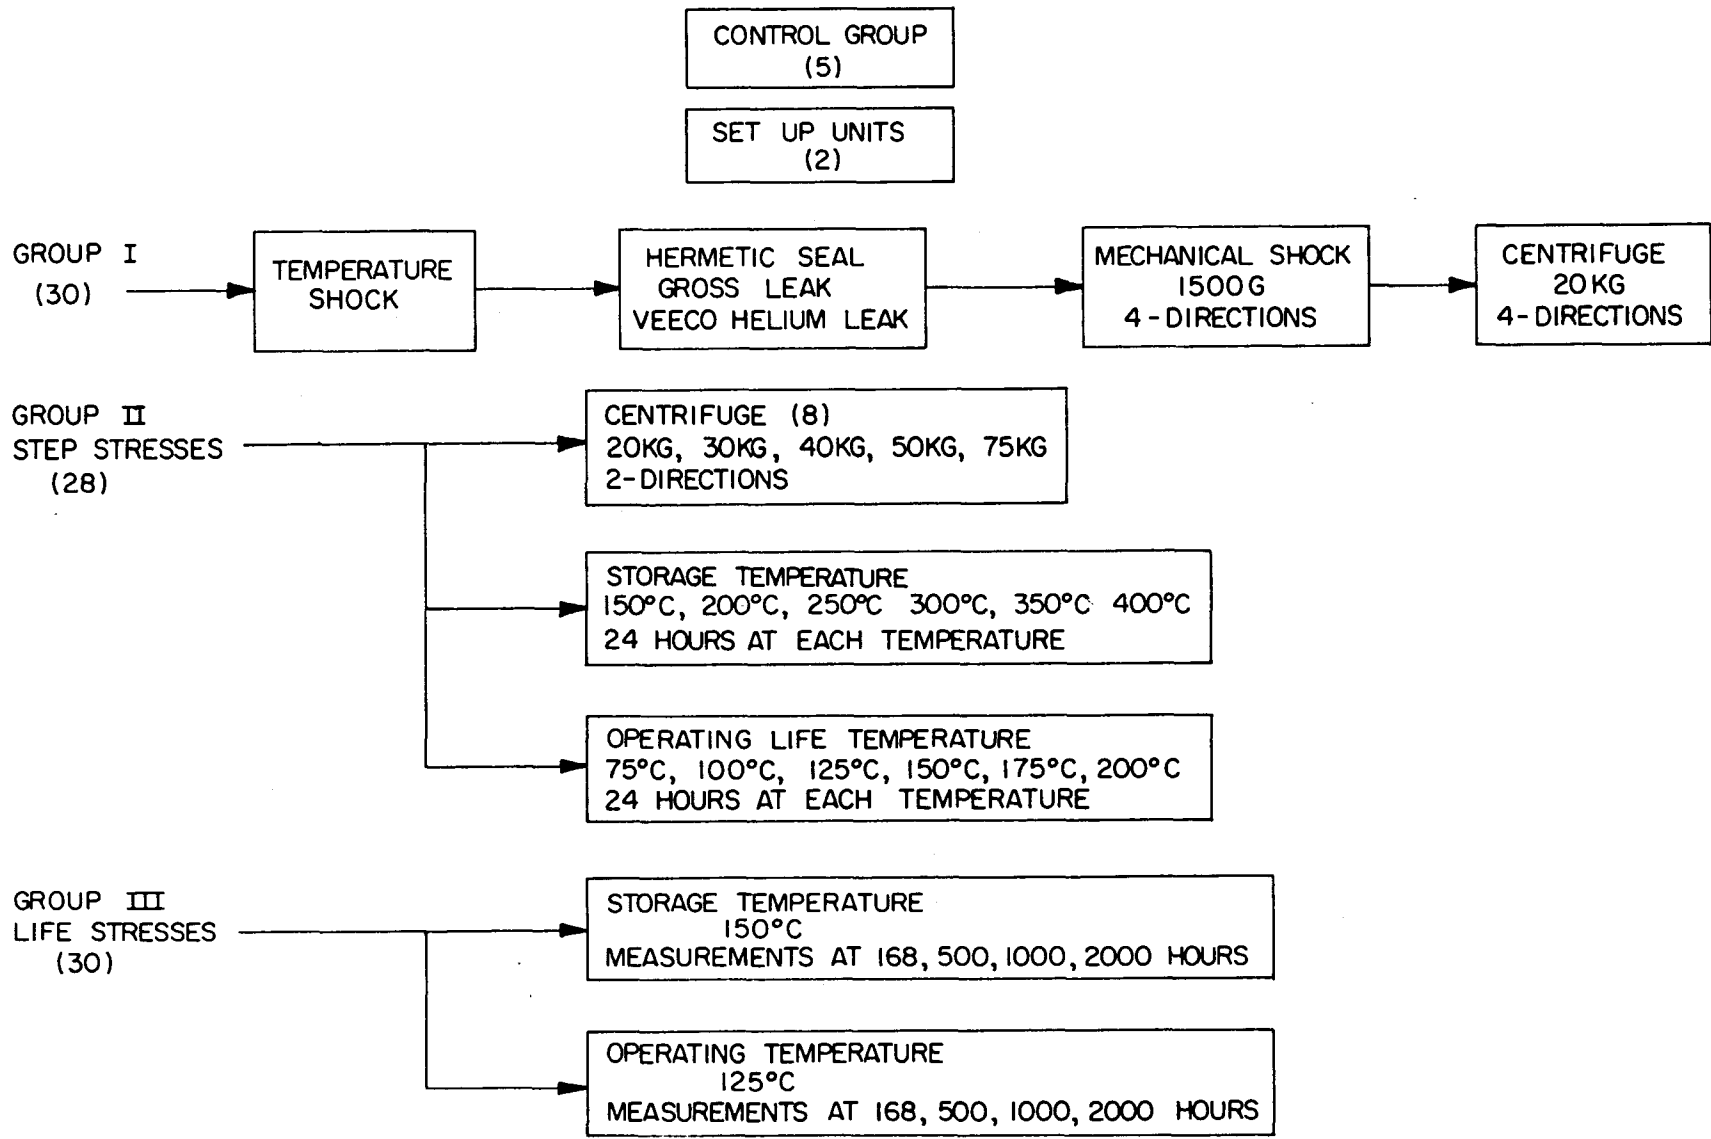 CONTROL GROUP
(5)
SET UP UNITS
(2)
GROUP I
(30)
TEMPERATURE
SHOCK
HERMETIC SEAL
GROSS LEAK
VEECO HELIUM LEAK
MECHANICAL SHOCK
1500G
4-DIRECTIONS
CENTRIFUGE
20KG
4-DIRECTIONS
GROUP II
STEP STRESSES
(28)
CENTRIFUGE (8)
20KG, 30KG, 40KG, 50KG, 75KG
2-DIRECTIONS
STORAGE TEMPERATURE
150°C, 200°C, 250°C 300°C, 350°C 400°C
24 HOURS AT EACH TEMPERATURE
OPERATING LIFE TEMPERATURE
75°C, 100°C, 125°C, 150°C, 175°C, 200°C
24 HOURS AT EACH TEMPERATURE
GROUP III
LIFE STRESSES
(30)
STORAGE TEMPERATURE
150°C
MEASUREMENTS AT 168, 500, 1000, 2000 HOURS
OPERATING TEMPERATURE
125°C
MEASUREMENTS AT 168, 500, 1000, 2000 HOURS